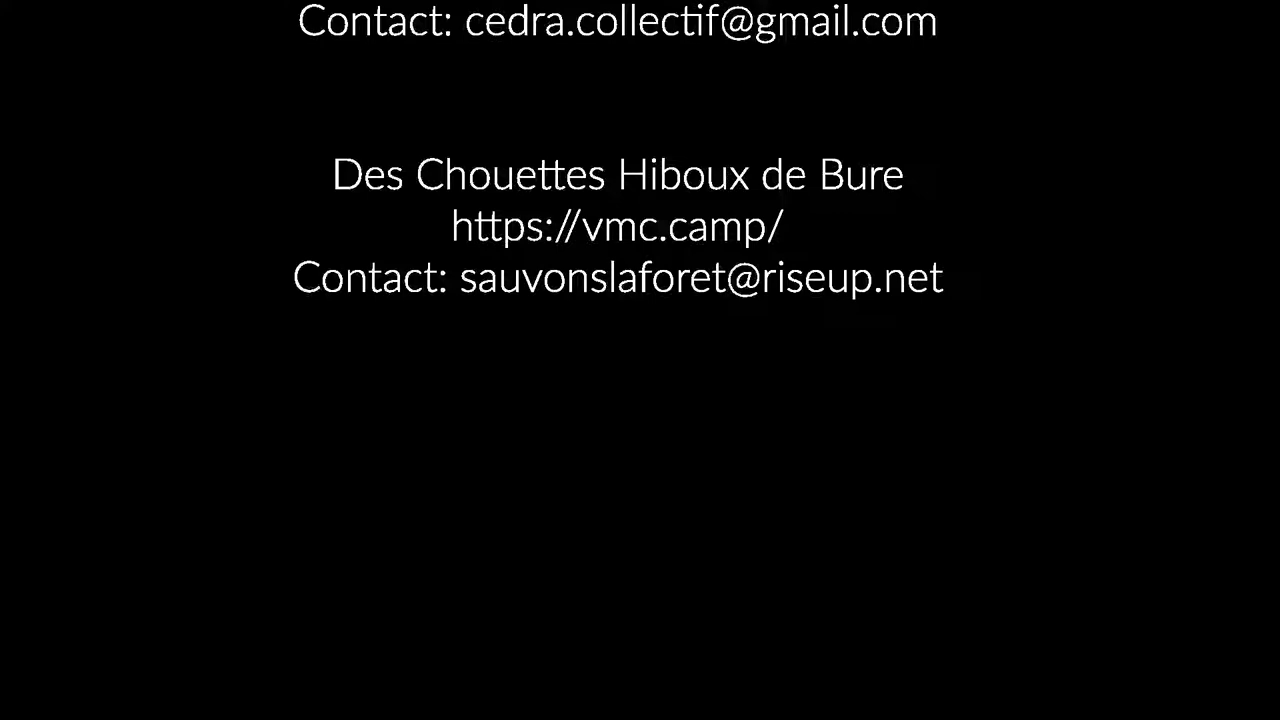 Contact: cedra.collectif@gmail.com
Des Chouettes Hiboux de Bure
https://vmc.camp/
Contact: sauvonslaforet@riseup.net